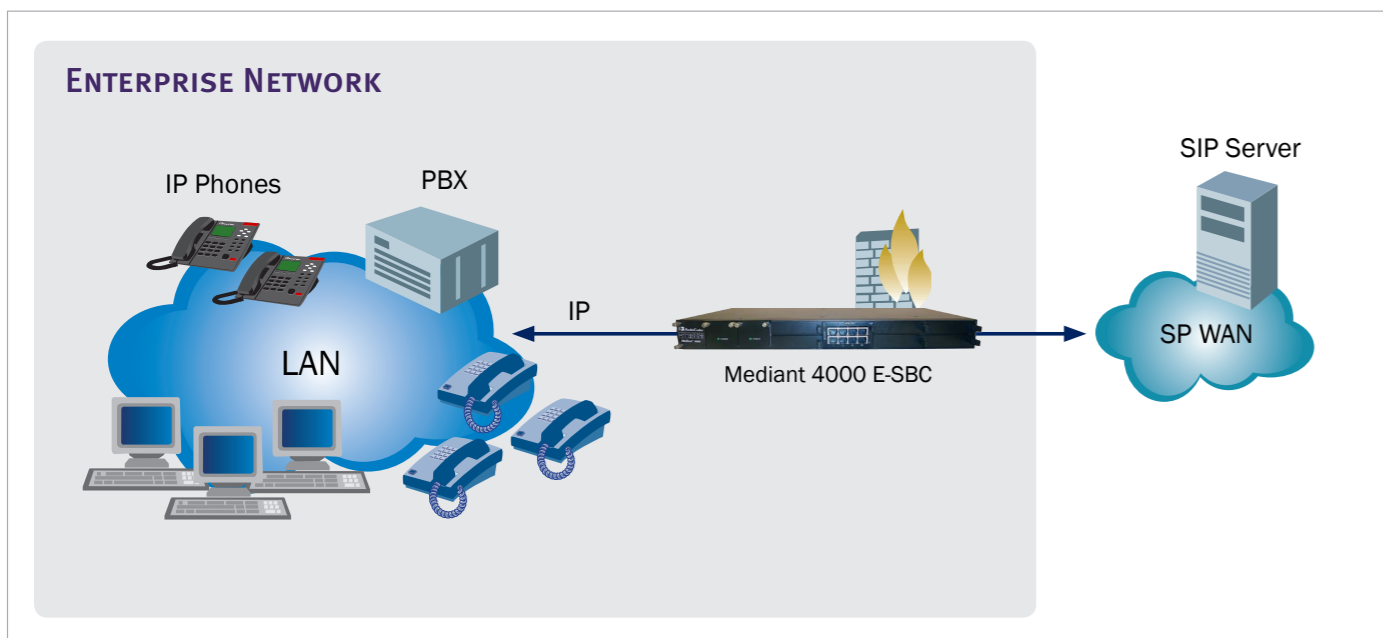 ENTERPRISE NETWORK
SIP Server
IP Phones
PBX
IP
LAN
SP WAN
Mediant 4000 E-SBC